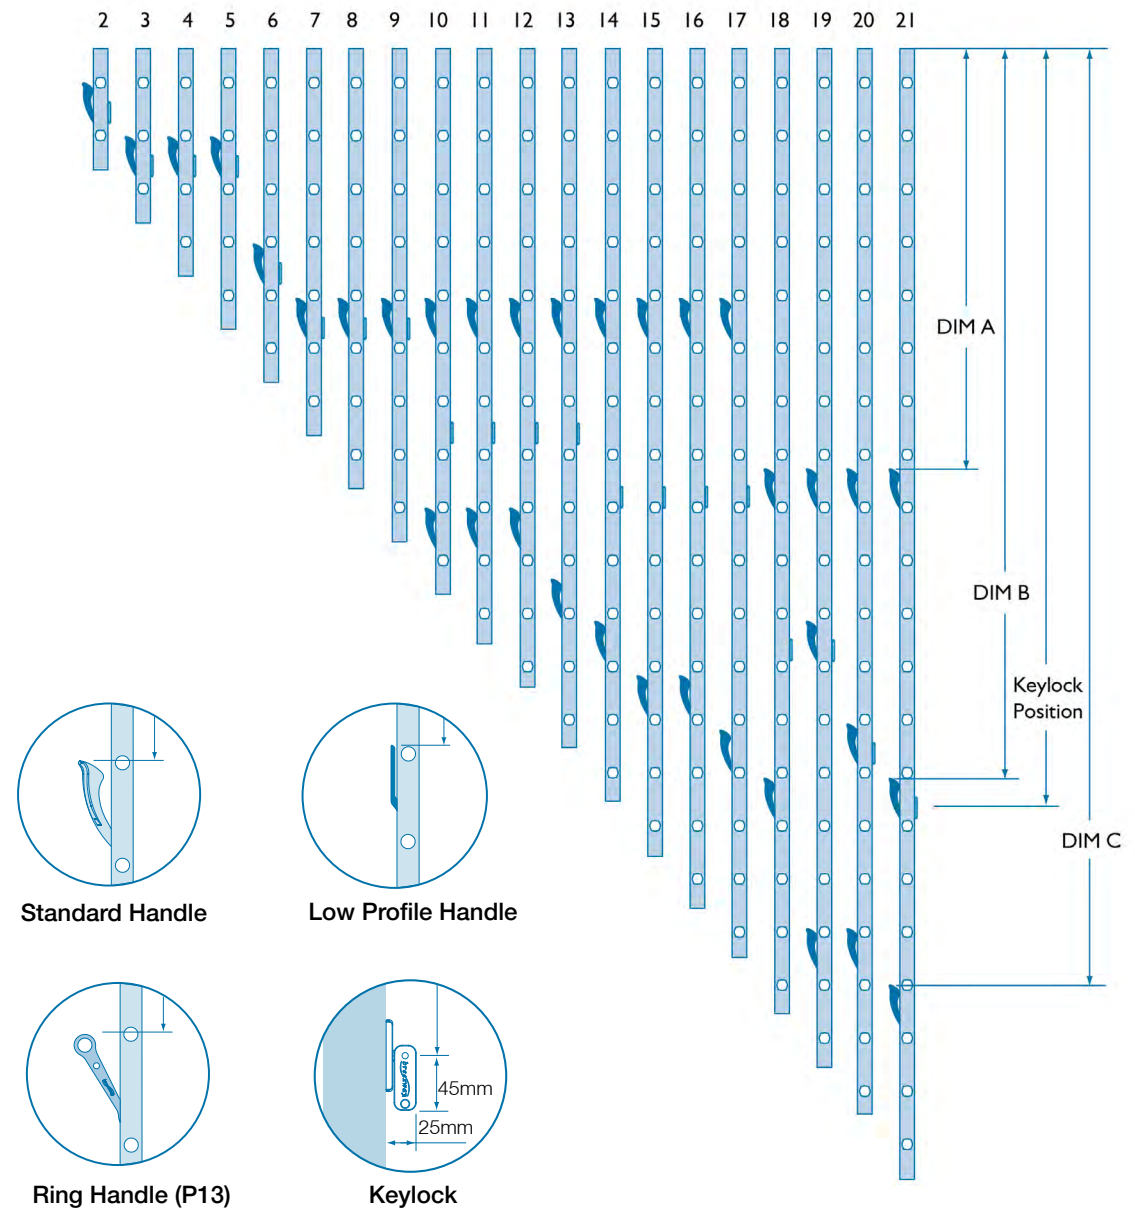 2 3 4 5 6 7 8 9 10 11 12 13 14 15 16 17 18 19 20 21
DIM A
DIM B
Keylock
Position
DIM C
Standard Handle
Low Profile Handle
45mm
25mm
Ring Handle (P13)
Keylock